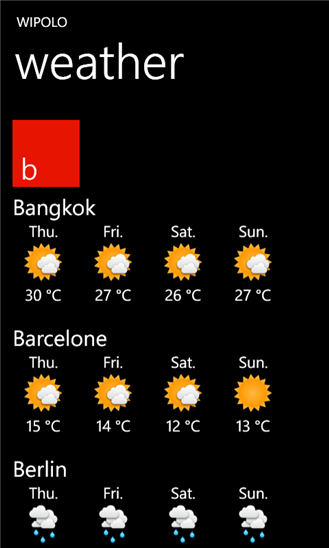 WIPOLO
weather
b
Bangkok
Thu. Fri. Sat. Sun.
30 °C 27 °C 26 °C 27 °C
Barcelone
Thu. Fri. Sat. Sun.
15 °C 14 °C 12 °C 13 °C
Berlin
Thu. Fri. Sat. Sun.